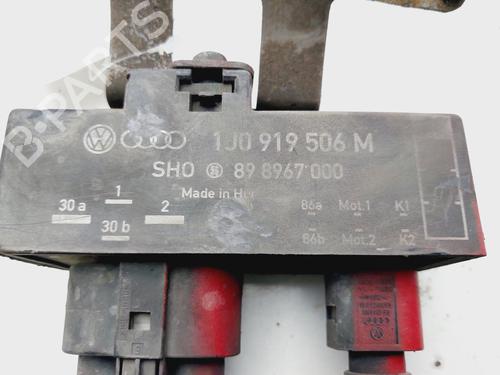 B-PARTS
1J0 919 506 M
SHO S 89 8967 000
Made in
30 a 1 2 86a Mot.1 K1
30 b 86b Mot.2 K2